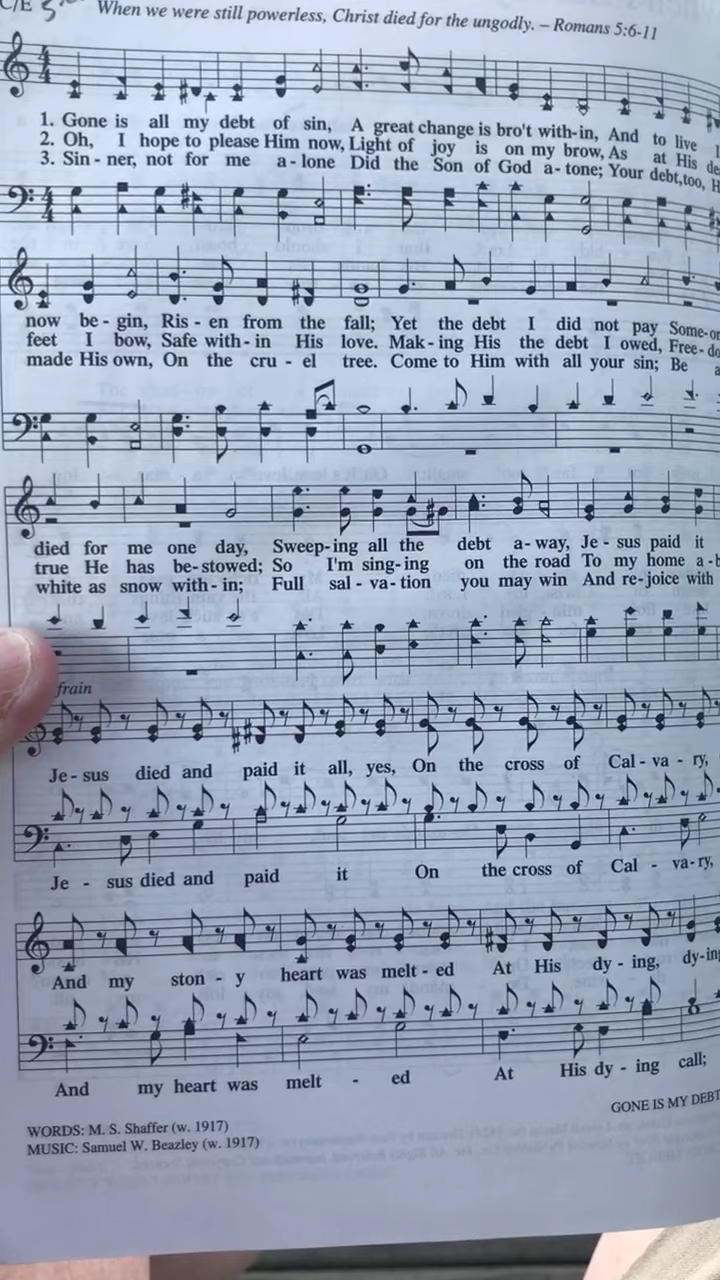 C/E
When we were still powerless, Christ died for the ungodly. – Romans 5:6-11
1. Gone is all my debt of sin, A great change is bro't with-in, And to live
2. Oh, I hope to please Him now, Light of joy is on my brow, As at His
3. Sin - ner, not for me a - lone Did the Son of God a - tone; Your debt, too,
now be - gin, Ris - en from the fall; Yet the debt I did not pay Some-
feet I bow, Safe with - in His love. Mak - ing His the debt I owed, Free-
made His own, On the cru - el tree. Come to Him with all your sin; Be
died for me one day, Sweep-ing all the debt a - way, Je - sus paid it
true He has be - stowed; So I'm sing-ing on the road To my home a -
white as snow with - in; Full sal - va - tion you may win And re - joice with
frain
Je - sus died and paid it all, yes, On the cross of Cal - va - ry,
Je - sus died and paid it On the cross of Cal - va - ry,
And my ston - y heart was melt - ed At His dy - ing, dy-in
And my heart was melt - ed At His dy - ing call;
GONE IS MY DEBT
WORDS: M. S. Shaffer (w. 1917)
MUSIC: Samuel W. Beazley (w. 1917)